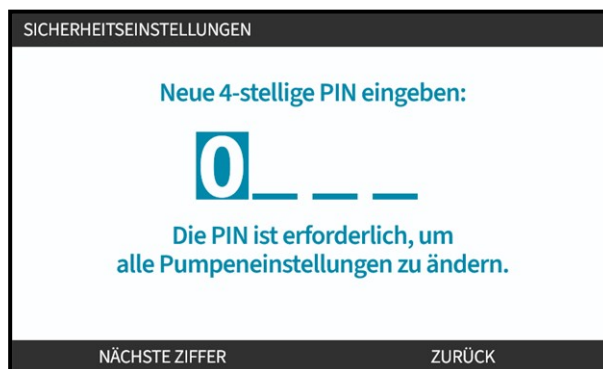 SICHERHEITSEINSTELLUNGEN
Neue 4-stellige PIN eingeben:
0_ _ _
Die PIN ist erforderlich, um
alle Pumpeneinstellungen zu ändern.
NÄCHSTE ZIFFER ZURÜCK